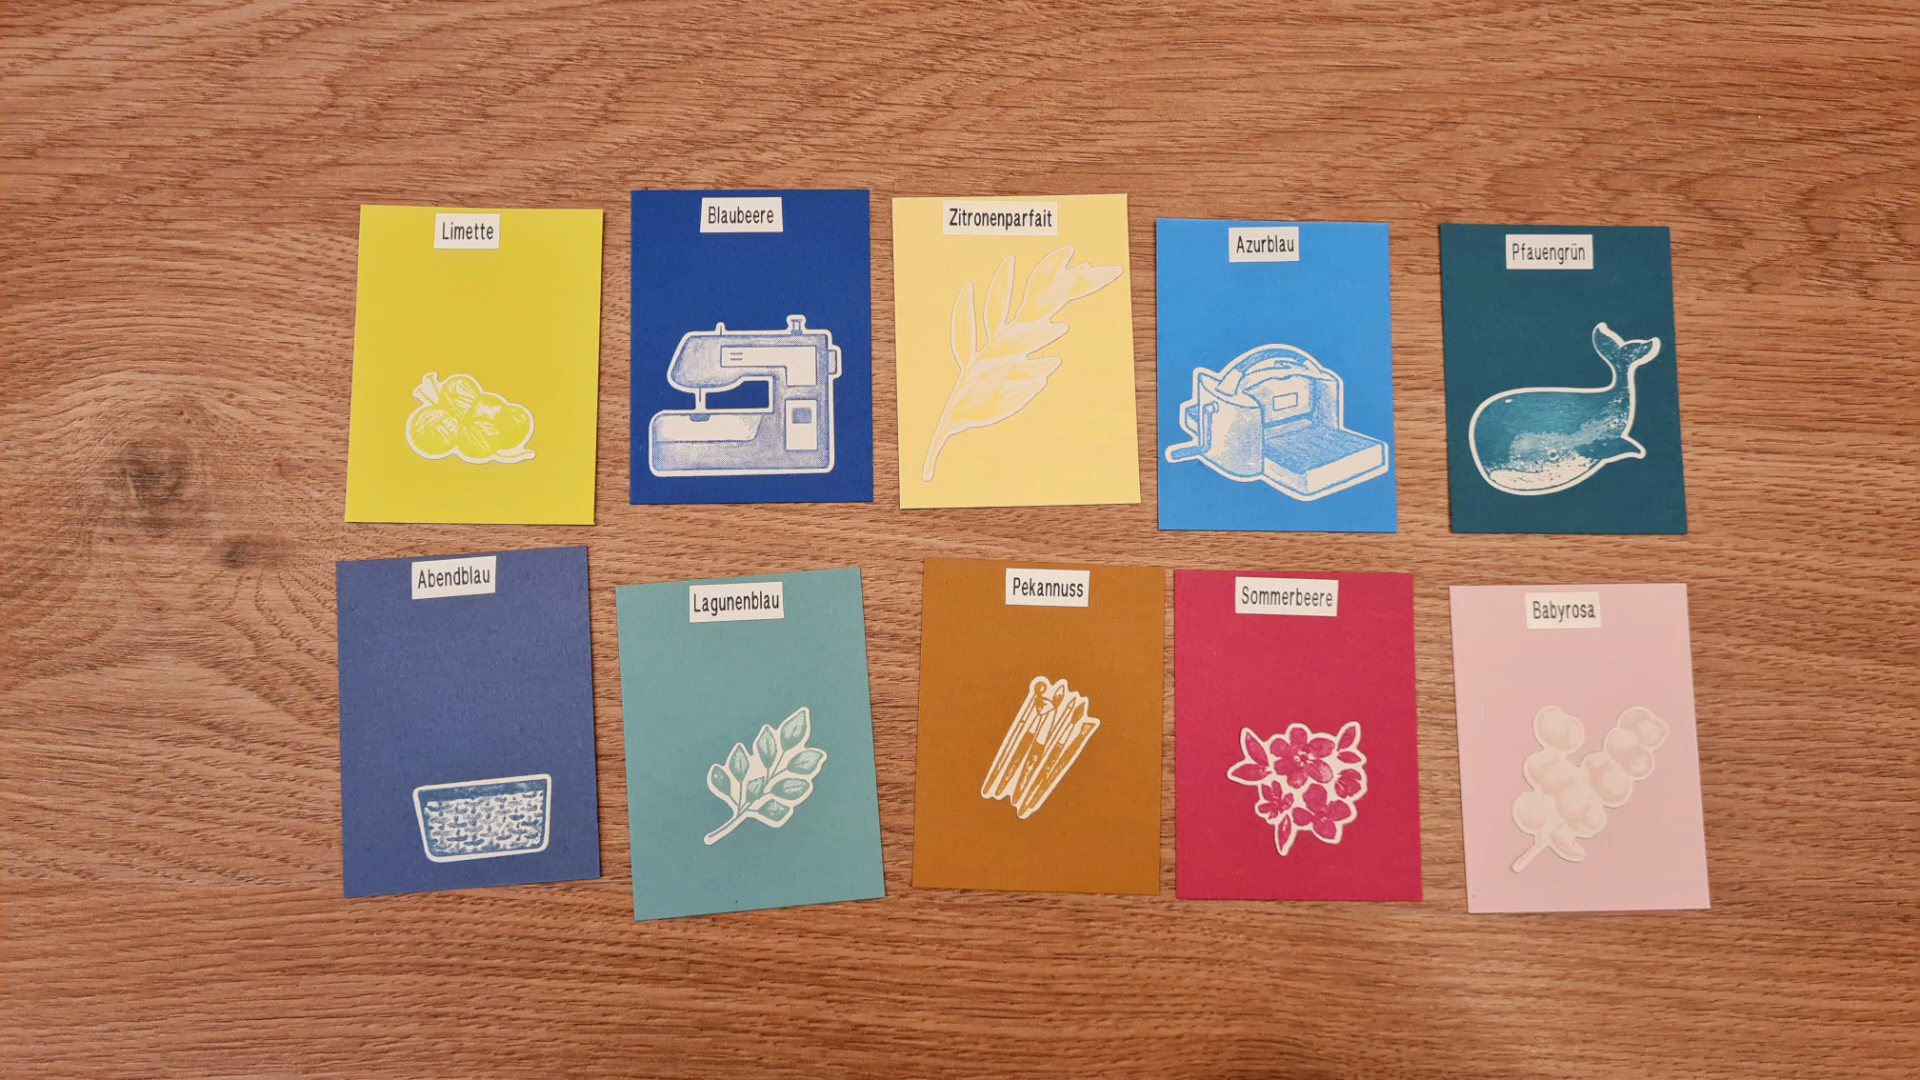 Limette
Blaubeere
Zitronenparfait
Azurblau
Pfauengrün
Abendblau
Lagunenblau
Pekannuss
Sommerbeere
Babyrosa